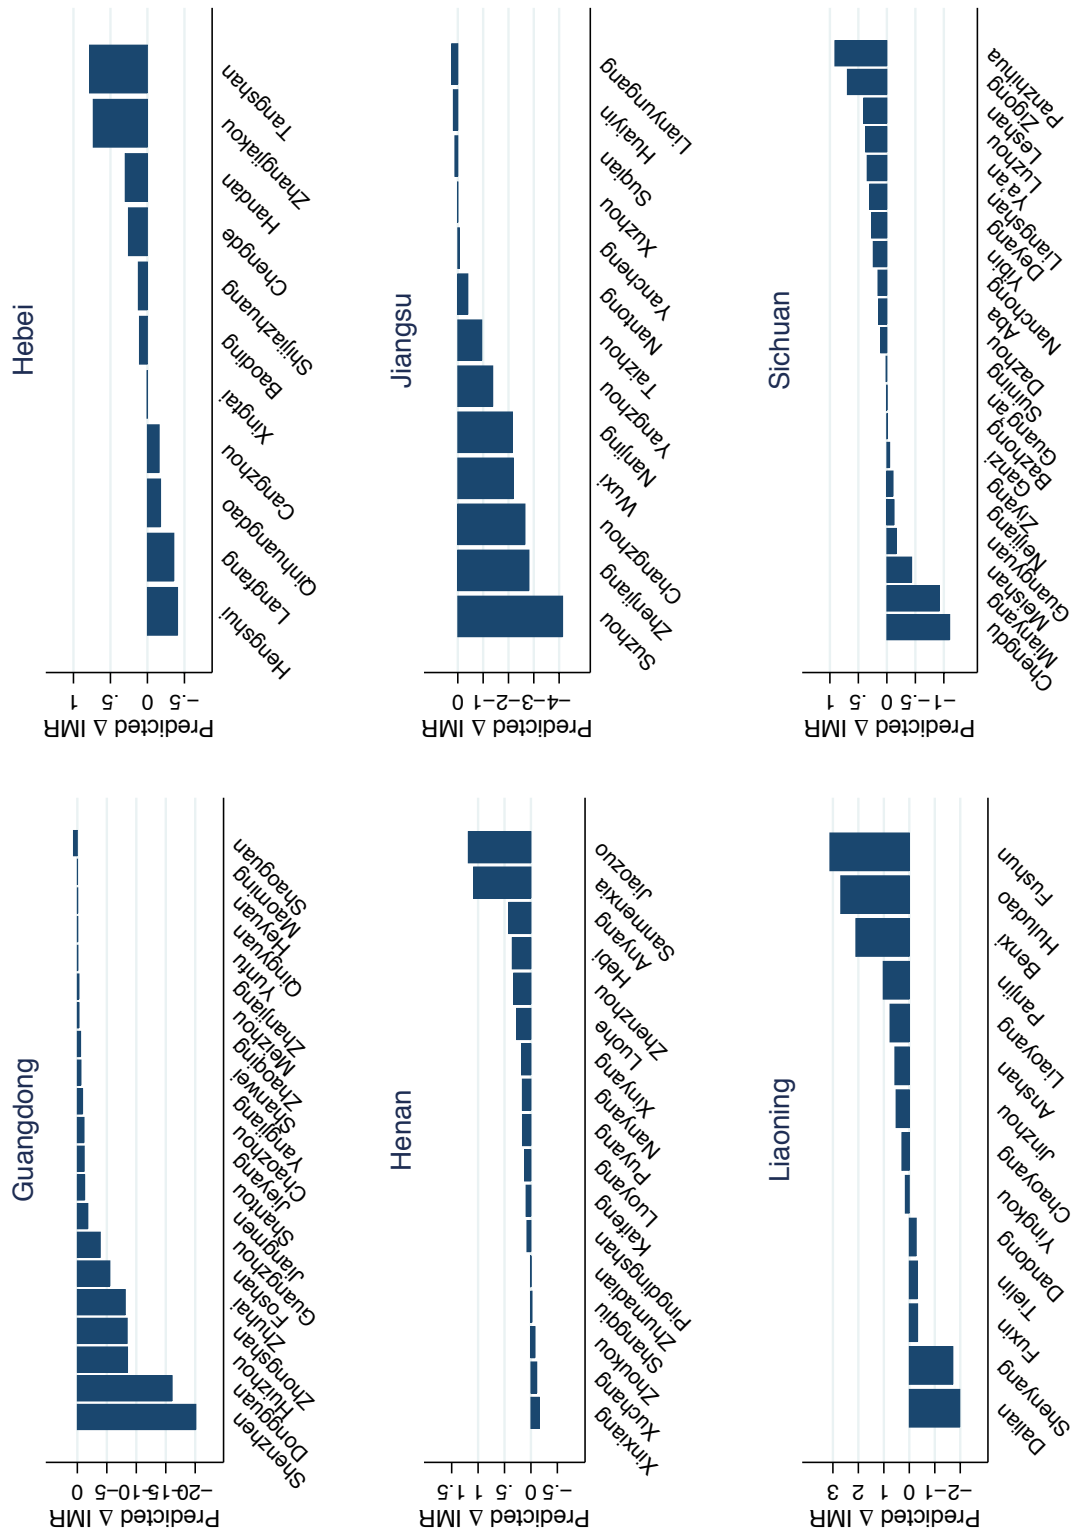 Guangdong
Predicted Δ IMR
-20-15-10-5 0
Shenzhen
Dongguan
Huizhou
Zhongshan
Zhuhai
Foshan
Guangzhou
Jiangmen
Shantou
Jieyang
Chaozhou
Yangjiang
Shanwei
Zhaoqing
Meizhou
Zhanjiang
Yunfu
Qingyuan
Heyuan
Maoming
Shaoguan
Hebei
Predicted Δ IMR
-.5 0 .5 1
Hengshui
Langfang
Qinhuangdao
Cangzhou
Xingtai
Baoding
Shijiazhuang
Chengde
Handan
Zhangjiakou
Tangshan
Henan
Predicted Δ IMR
-.5 0 .5 1 1.5
Xinxiang
Xuchang
Zhoukou
Shangqiu
Zhumadian
Pingdingshan
Kaifeng
Luoyang
Puyang
Nanyang
Xinyang
Luohe
Zhenzhou
Hebi
Anyang
Sanmenxia
Jiaozuo
Jiangsu
Predicted Δ IMR
-4-3-2-1 0
Suzhou
Zhenjiang
Changzhou
Wuxi
Nanjing
Yangzhou
Taizhou
Nantong
Yancheng
Xuzhou
Suqian
Huaiyin
Lianyungang
Liaoning
Predicted Δ IMR
-2-1 0 1 2 3
Dalian
Shenyang
Fuxin
Tielin
Dandong
Yingkou
Chaoyang
Jinzhou
Anshan
Liaoyang
Panjin
Benxi
Huludao
Fushun
Sichuan
Predicted Δ IMR
-1-.5 0 .5 1
Chengdu
Mianyang
Meishan
Guangyuan
Neijiang
Ziyang
Ganzi
Bazhong
Guang'an
Suining
Dazhou
Aba
Nanchong
Yibin
Deyang
Liangshan
Ya'an
Luzhou
Leshan
Zigong
Panzhihua